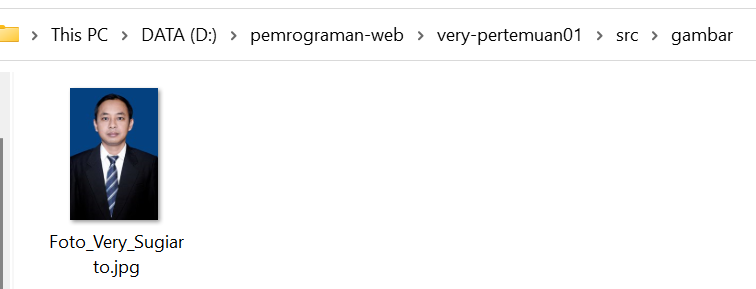 This PC > DATA (D:) > pemrograman-web > very-pertemuan01 > src > gambar
Foto_Very_Sugiar
to.jpg